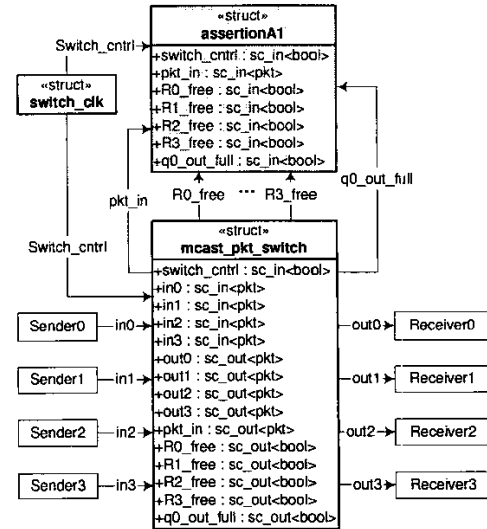 «struct»
assertionA1
+switch_cntrl : sc_in<bool>
+pkt_in : sc_in<pkt>
+R0_free : sc_in<bool>
+R1_free : sc_in<bool>
+R2_free : sc_in<bool>
+R3_free : sc_in<bool>
+q0_out_full : sc_in<bool>
Switch_cntrl
«struct»
switch_clk
pkt_in
R0_free ... R3_free
q0_out_full
Switch_cntrl
«struct»
mcast_pkt_switch
+switch_cntrl : sc_in<bool>
+in0 : sc_in<pkt>
+in1 : sc_in<pkt>
+in2 : sc_in<pkt>
+in3 : sc_in<pkt>
+out0 : sc_out<pkt>
+out1 : sc_out<pkt>
+out2 : sc_out<pkt>
+out3 : sc_out<pkt>
+pkt_in : sc_out<pkt>
+R0_free : sc_out<bool>
+R1_free : sc_out<bool>
+R2_free : sc_out<bool>
+R3_free : sc_out<bool>
+q0_out_full : sc_out<bool>
Sender0 in0
Sender1 in1
Sender2 in2
Sender3 in3
out0 Receiver0
out1 Receiver1
out2 Receiver2
out3 Receiver3